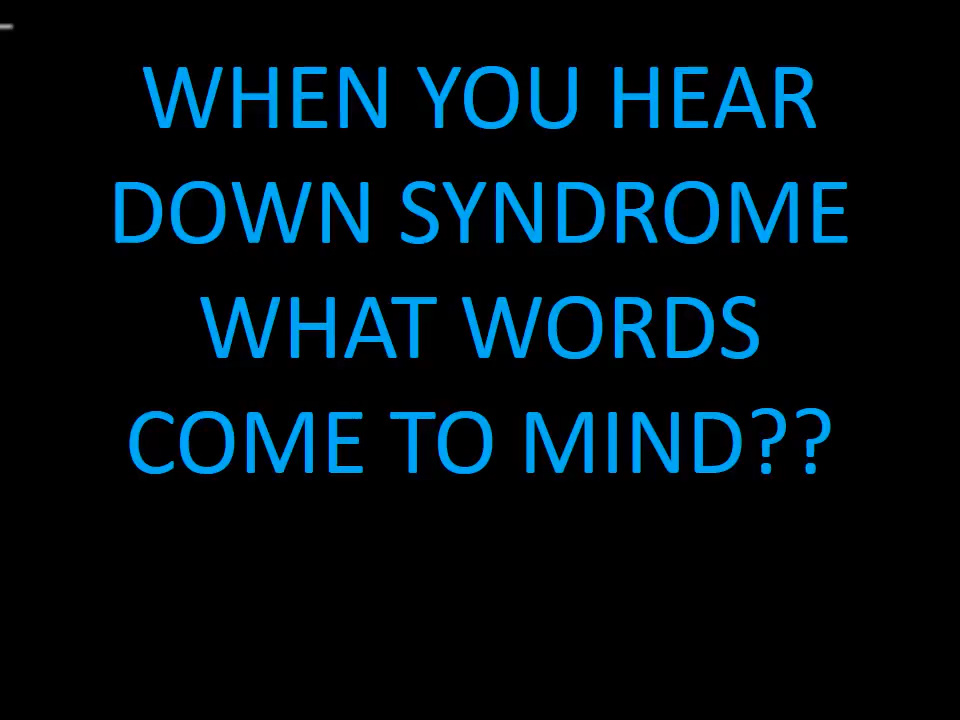 WHEN YOU HEAR
DOWN SYNDROME
WHAT WORDS
COME TO MIND??